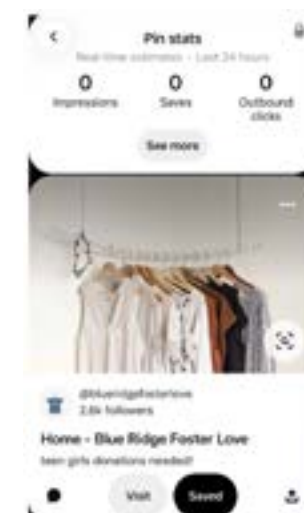 Pin stats
Real-time estimates • Last 24 hours
0 0 0
Impressions Saves Outbound clicks
See more
@blueridgefosterlove
2.6k followers
Home - Blue Ridge Foster Love
teen girls donations needed!
Visit Saved